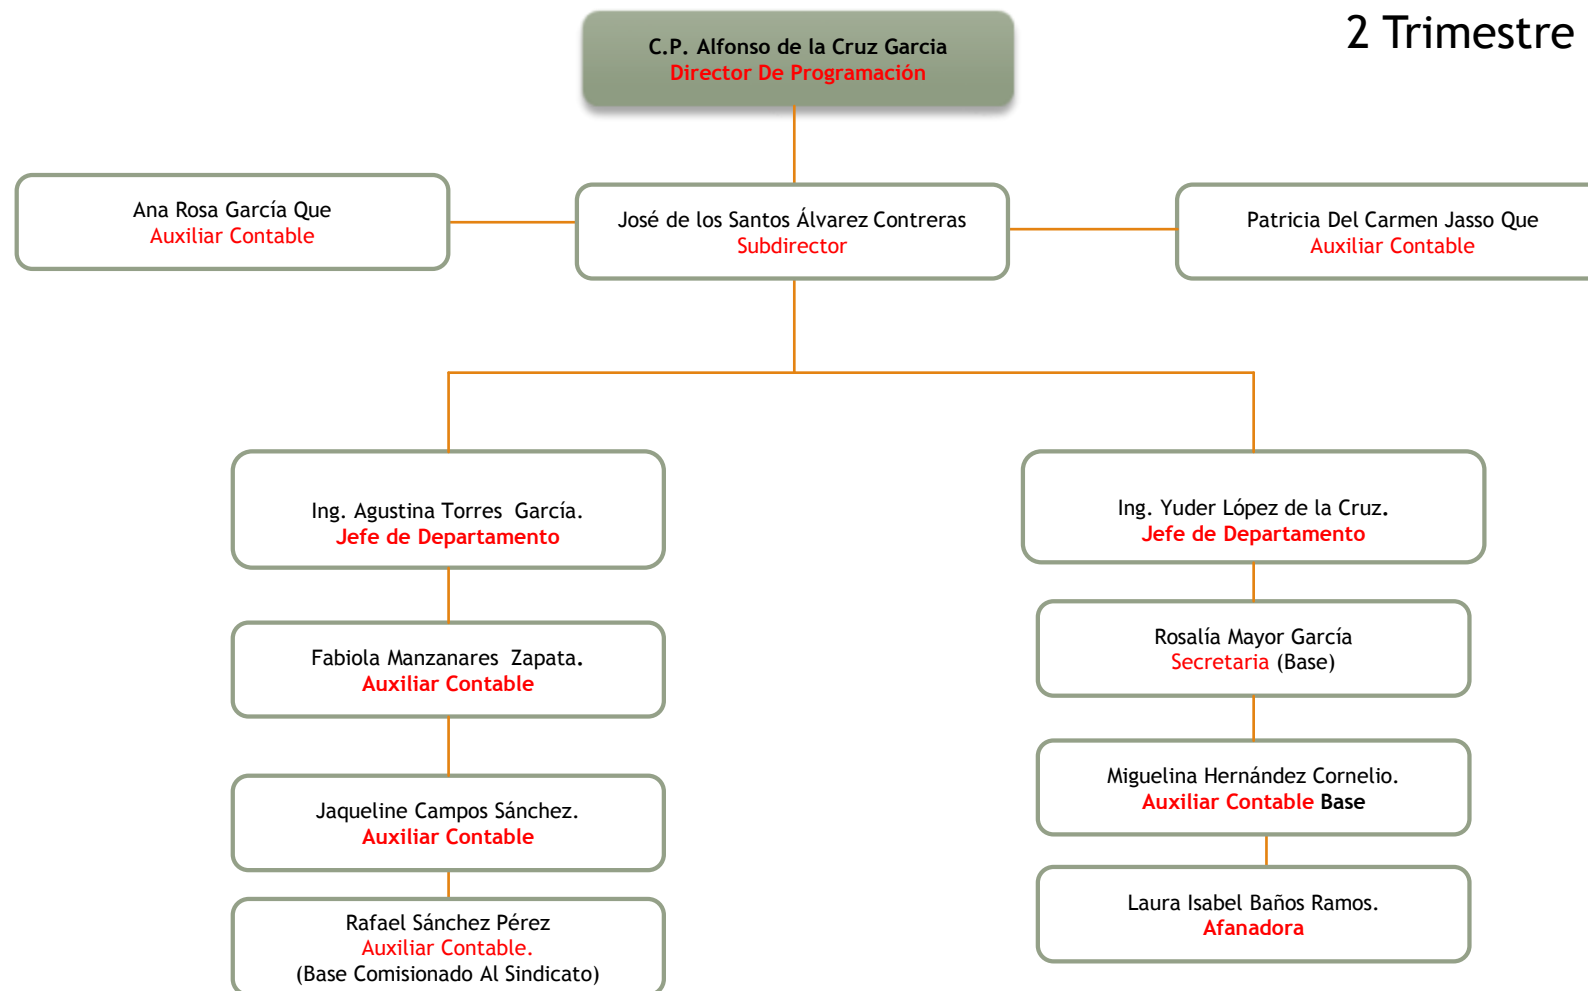 2 Trimestre
C.P. Alfonso de la Cruz Garcia
Director De Programación
Ana Rosa García Que
Auxiliar Contable
José de los Santos Álvarez Contreras
Subdirector
Patricia Del Carmen Jasso Que
Auxiliar Contable
Ing. Agustina Torres  García.
Jefe de Departamento
Ing. Yuder López de la Cruz.
Jefe de Departamento
Fabiola Manzanares  Zapata.
Auxiliar Contable
Rosalía Mayor García
Secretaria (Base)
Jaqueline Campos Sánchez.
Auxiliar Contable
Miguelina Hernández Cornelio.
Auxiliar Contable Base
Rafael Sánchez Pérez
Auxiliar Contable.
(Base Comisionado Al Sindicato)
Laura Isabel Baños Ramos.
Afanadora